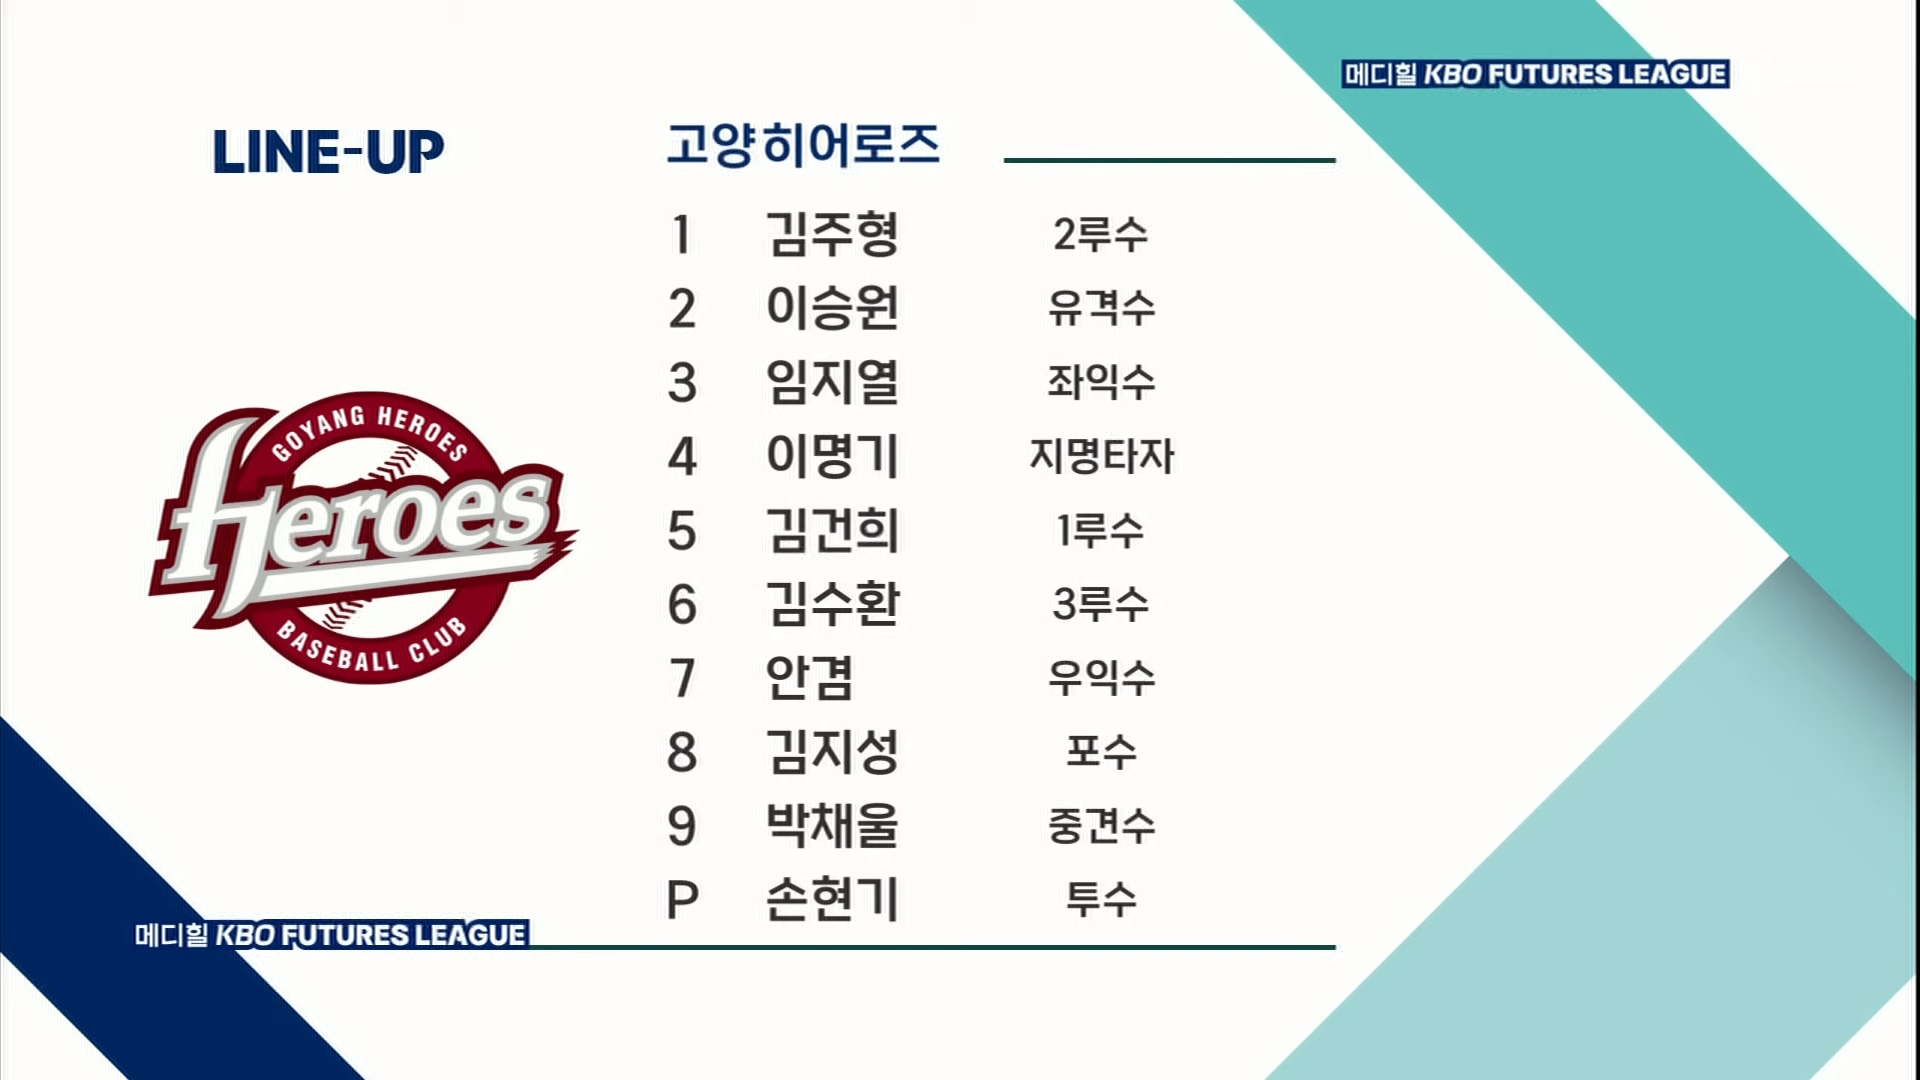 메디힐 KBO FUTURES LEAGUE
LINE-UP
고양 히어로즈
1 김주형 2루수
2 이승원 유격수
3 임지열 좌익수
4 이명기 지명타자
5 김건희 1루수
6 김수환 3루수
7 안겸 우익수
8 김지성 포수
9 박채울 중견수
P 손현기 투수
GOYANG HEROES
Heroes
BASEBALL CLUB
메디힐 KBO FUTURES LEAGUE